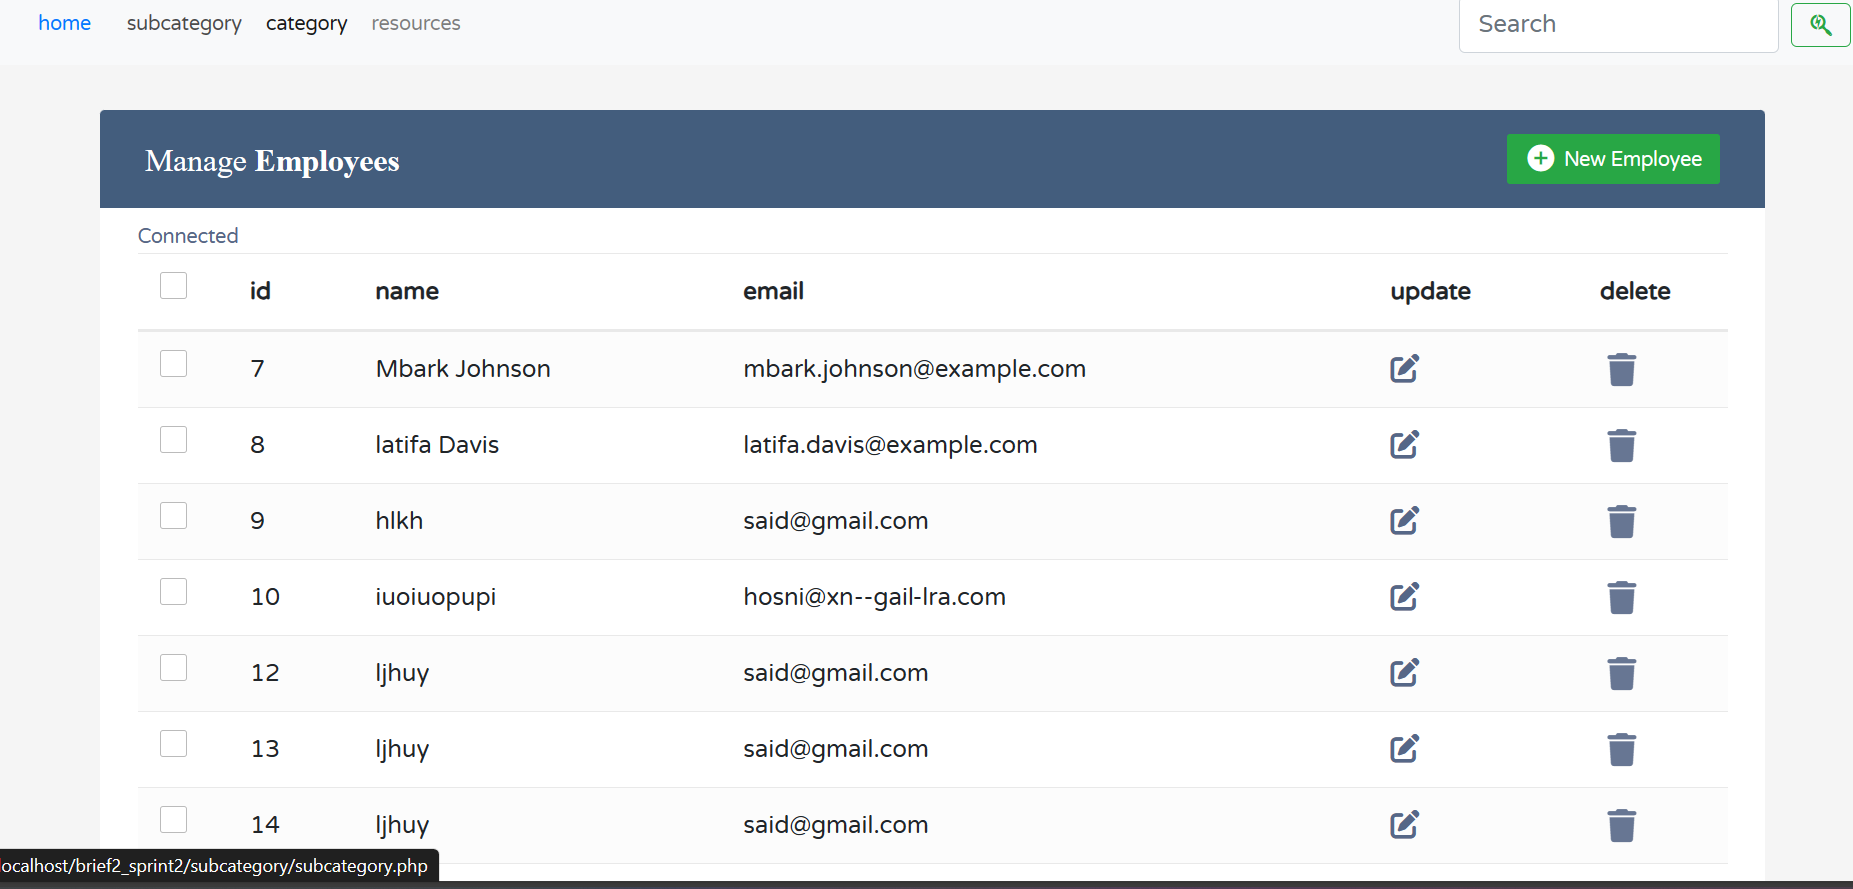 home subcategory category resources Search
Manage Employees New Employee
Connected
id name email update delete
7 Mbark Johnson mbark.johnson@example.com
8 latifa Davis latifa.davis@example.com
9 hlkh said@gmail.com
10 iuoiuopupi hosni@xn--gail-lra.com
12 ljhuy said@gmail.com
13 ljhuy said@gmail.com
14 ljhuy said@gmail.com
localhost/brief2_sprint2/subcategory/subcategory.php